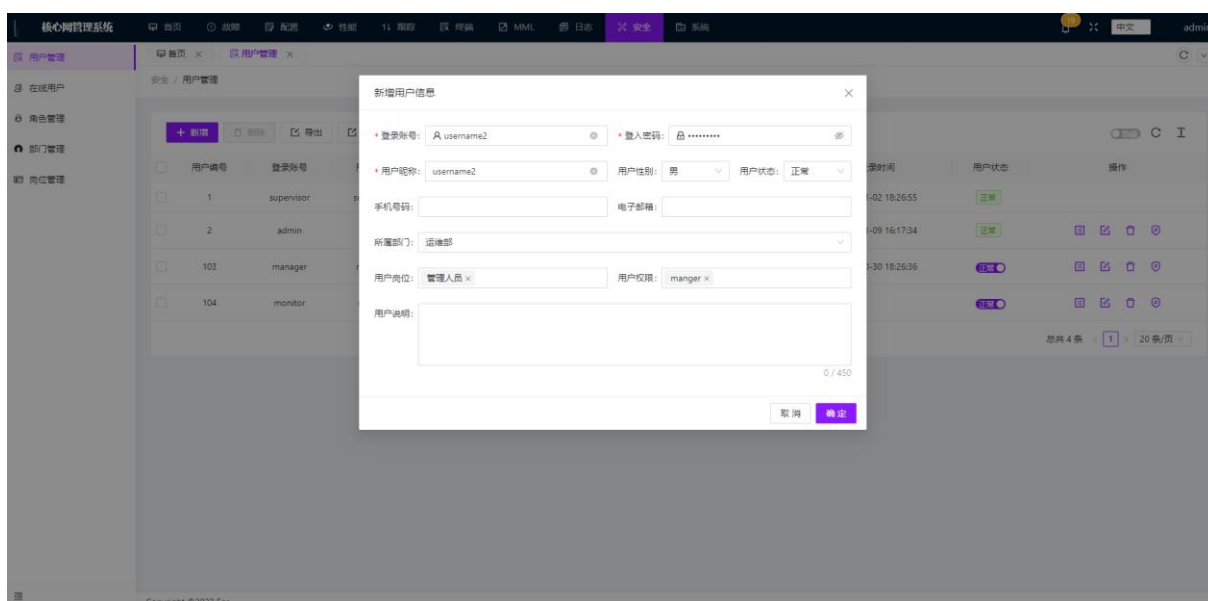 核心网管理系统 首页 故障 配置 性能 跟踪 终端 MML 日志 安全 系统 19 中文 admi
用户管理 首页 × 用户管理 ×
在线用户 安全 / 用户管理
角色管理
部门管理
岗位管理
新增用户信息
+ 新增 删除 导出
* 登录账号: username2 * 登入密码: •••••••••
* 用户昵称: username2 用户性别: 男 用户状态: 正常
手机号码: 电子邮箱:
所属部门: 运维部
用户岗位: 管理人员 × 用户权限: manger ×
用户说明:
0 / 450
取 消 确 定
用户编号 登录账号 录时间 用户状态 操作
1 supervisor 1-02 18:26:55 正常
2 admin 1-09 16:17:34 正常
103 manager 0-30 18:26:36 正常
104 monitor 正常
总共 4 条 < 1 > 20 条/页